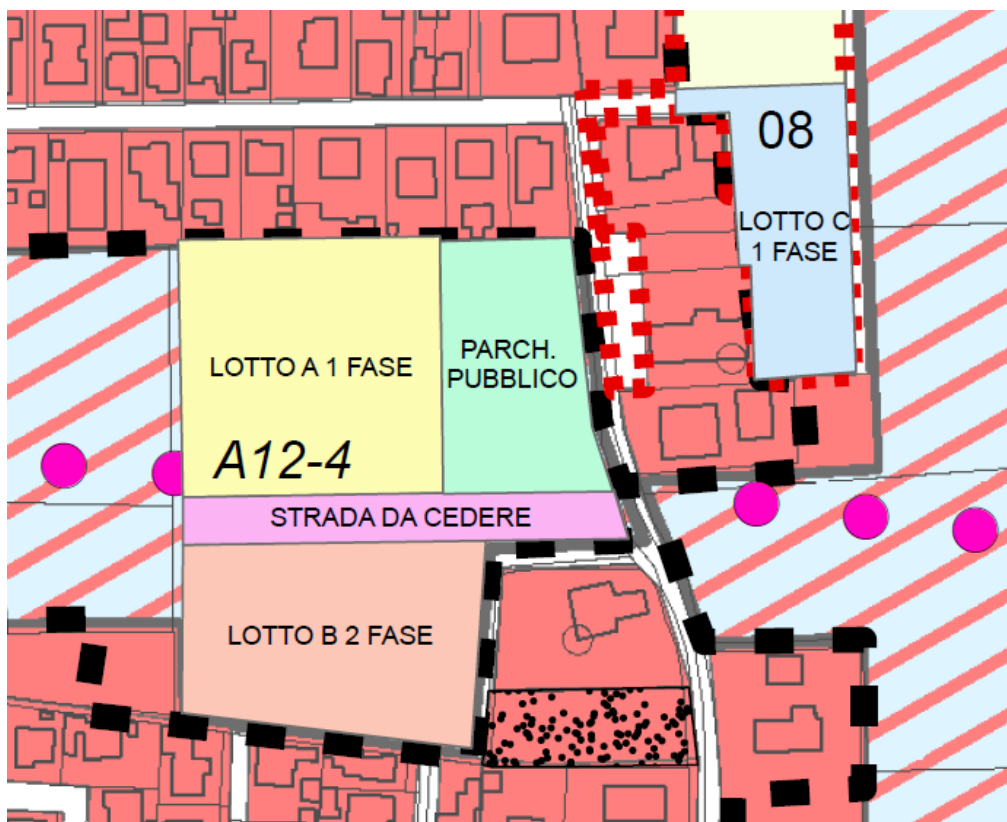 08
LOTTO C
1 FASE
LOTTO A 1 FASE
PARCH.
PUBBLICO
A12-4
STRADA DA CEDERE
LOTTO B 2 FASE